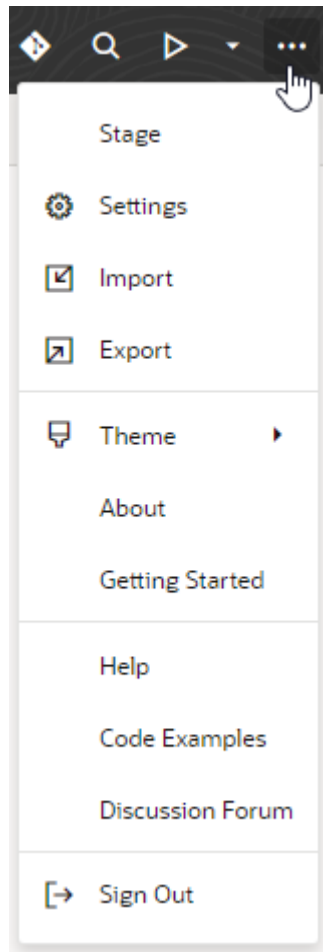 Stage
Settings
Import
Export
Theme
About
Getting Started
Help
Code Examples
Discussion Forum
Sign Out